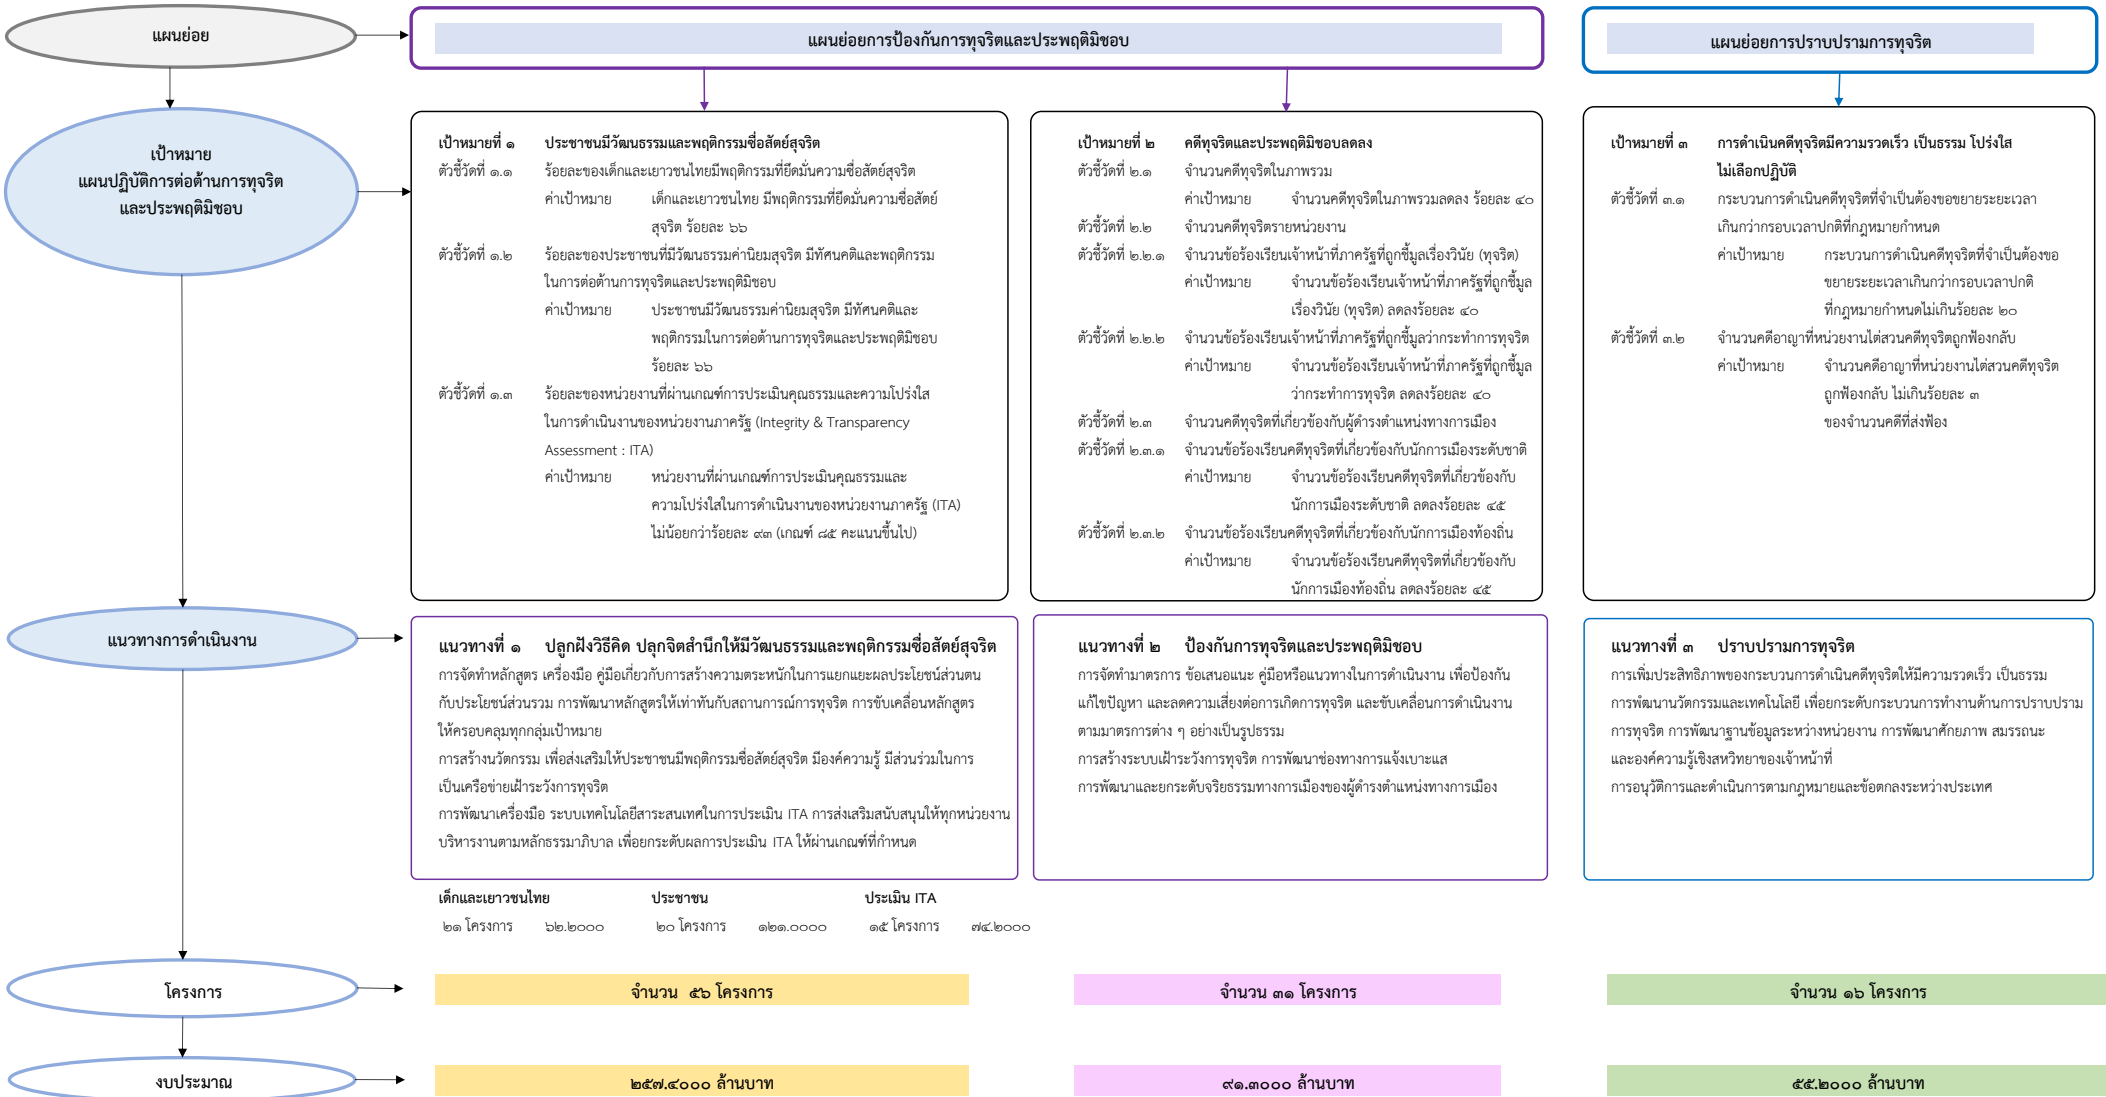 แผนย่อย
แผนย่อยการป้องกันการทุจริตและประพฤติมิชอบ
แผนย่อยการปราบปรามการทุจริต
เป้าหมาย
แผนปฏิบัติการต่อต้านการทุจริต
และประพฤติมิชอบ
เป้าหมายที่ ๑ ประชาชนมีวัฒนธรรมและพฤติกรรมซื่อสัตย์สุจริต
ตัวชี้วัดที่ ๑.๑ ร้อยละของเด็กและเยาวชนไทยมีพฤติกรรมที่ยึดมั่นความซื่อสัตย์สุจริต
ค่าเป้าหมาย เด็กและเยาวชนไทย มีพฤติกรรมที่ยึดมั่นความซื่อสัตย์
สุจริต ร้อยละ ๖๖
ตัวชี้วัดที่ ๑.๒ ร้อยละของประชาชนที่มีวัฒนธรรมค่านิยมสุจริต มีทัศนคติและพฤติกรรม
ในการต่อต้านการทุจริตและประพฤติมิชอบ
ค่าเป้าหมาย ประชาชนมีวัฒนธรรมค่านิยมสุจริต มีทัศนคติและ
พฤติกรรมในการต่อต้านการทุจริตและประพฤติมิชอบ
ร้อยละ ๖๖
ตัวชี้วัดที่ ๑.๓ ร้อยละของหน่วยงานที่ผ่านเกณฑ์การประเมินคุณธรรมและความโปร่งใส
ในการดำเนินงานของหน่วยงานภาครัฐ (Integrity & Transparency
Assessment : ITA)
ค่าเป้าหมาย หน่วยงานที่ผ่านเกณฑ์การประเมินคุณธรรมและ
ความโปร่งใสในการดำเนินงานของหน่วยงานภาครัฐ (ITA)
ไม่น้อยกว่าร้อยละ ๙๓ (เกณฑ์ ๘๕ คะแนนขึ้นไป)
เป้าหมายที่ ๒ คดีทุจริตและประพฤติมิชอบลดลง
ตัวชี้วัดที่ ๒.๑ จำนวนคดีทุจริตในภาพรวม
ค่าเป้าหมาย จำนวนคดีทุจริตในภาพรวมลดลง ร้อยละ ๔๐
ตัวชี้วัดที่ ๒.๒ จำนวนคดีทุจริตรายหน่วยงาน
ตัวชี้วัดที่ ๒.๒.๑ จำนวนข้อร้องเรียนเจ้าหน้าที่ภาครัฐที่ถูกชี้มูลเรื่องวินัย (ทุจริต)
ค่าเป้าหมาย จำนวนข้อร้องเรียนเจ้าหน้าที่ภาครัฐที่ถูกชี้มูล
เรื่องวินัย (ทุจริต) ลดลงร้อยละ ๔๐
ตัวชี้วัดที่ ๒.๒.๒ จำนวนข้อร้องเรียนเจ้าหน้าที่ภาครัฐที่ถูกชี้มูลว่ากระทำการทุจริต
ค่าเป้าหมาย จำนวนข้อร้องเรียนเจ้าหน้าที่ภาครัฐที่ถูกชี้มูล
ว่ากระทำการทุจริต ลดลงร้อยละ ๔๐
ตัวชี้วัดที่ ๒.๓ จำนวนคดีทุจริตที่เกี่ยวข้องกับผู้ดำรงตำแหน่งทางการเมือง
ตัวชี้วัดที่ ๒.๓.๑ จำนวนข้อร้องเรียนคดีทุจริตที่เกี่ยวข้องกับนักการเมืองระดับชาติ
ค่าเป้าหมาย จำนวนข้อร้องเรียนคดีทุจริตที่เกี่ยวข้องกับ
นักการเมืองระดับชาติ ลดลงร้อยละ ๔๕
ตัวชี้วัดที่ ๒.๓.๒ จำนวนข้อร้องเรียนคดีทุจริตที่เกี่ยวข้องกับนักการเมืองท้องถิ่น
ค่าเป้าหมาย จำนวนข้อร้องเรียนคดีทุจริตที่เกี่ยวข้องกับ
นักการเมืองท้องถิ่น ลดลงร้อยละ ๔๕
เป้าหมายที่ ๓ การดำเนินคดีทุจริตมีความรวดเร็ว เป็นธรรม โปร่งใส
ไม่เลือกปฏิบัติ
ตัวชี้วัดที่ ๓.๑ กระบวนการดำเนินคดีทุจริตที่จำเป็นต้องขอขยายระยะเวลา
เกินกว่ากรอบเวลาปกติที่กฎหมายกำหนด
ค่าเป้าหมาย กระบวนการดำเนินคดีทุจริตที่จำเป็นต้องขอ
ขยายระยะเวลาเกินกว่ากรอบเวลาปกติ
ที่กฎหมายกำหนดไม่เกินร้อยละ ๒๐
ตัวชี้วัดที่ ๓.๒ จำนวนคดีอาญาที่หน่วยงานไต่สวนคดีทุจริตถูกฟ้องกลับ
ค่าเป้าหมาย จำนวนคดีอาญาที่หน่วยงานไต่สวนคดีทุจริต
ถูกฟ้องกลับ ไม่เกินร้อยละ ๓
ของจำนวนคดีที่ส่งฟ้อง
แนวทางการดำเนินงาน
แนวทางที่ ๑ ปลูกฝังวิธีคิด ปลุกจิตสำนึกให้มีวัฒนธรรมและพฤติกรรมซื่อสัตย์สุจริต
การจัดทำหลักสูตร เครื่องมือ คู่มือเกี่ยวกับการสร้างความตระหนักในการแยกแยะผลประโยชน์ส่วนตน
กับประโยชน์ส่วนรวม การพัฒนาหลักสูตรให้เท่าทันกับสถานการณ์การทุจริต การขับเคลื่อนหลักสูตร
ให้ครอบคลุมทุกกลุ่มเป้าหมาย
การสร้างนวัตกรรม เพื่อส่งเสริมให้ประชาชนมีพฤติกรรมซื่อสัตย์สุจริต มีองค์ความรู้ มีส่วนร่วมในการ
เป็นเครือข่ายเฝ้าระวังการทุจริต
การพัฒนาเครื่องมือ ระบบเทคโนโลยีสาระสนเทศในการประเมิน ITA การส่งเสริมสนับสนุนให้ทุกหน่วยงาน
บริหารงานตามหลักธรรมาภิบาล เพื่อยกระดับผลการประเมิน ITA ให้ผ่านเกณฑ์ที่กำหนด
แนวทางที่ ๒ ป้องกันการทุจริตและประพฤติมิชอบ
การจัดทำมาตรการ ข้อเสนอแนะ คู่มือหรือแนวทางในการดำเนินงาน เพื่อป้องกัน
แก้ไขปัญหา และลดความเสี่ยงต่อการเกิดการทุจริต และขับเคลื่อนการดำเนินงาน
ตามมาตรการต่าง ๆ อย่างเป็นรูปธรรม
การสร้างระบบเฝ้าระวังการทุจริต การพัฒนาช่องทางการแจ้งเบาะแส
การพัฒนาและยกระดับจริยธรรมทางการเมืองของผู้ดำรงตำแหน่งทางการเมือง
แนวทางที่ ๓ ปราบปรามการทุจริต
การเพิ่มประสิทธิภาพของกระบวนการดำเนินคดีทุจริตให้มีความรวดเร็ว เป็นธรรม
การพัฒนานวัตกรรมและเทคโนโลยี เพื่อยกระดับกระบวนการทำงานด้านการปราบปราม
การทุจริต การพัฒนาฐานข้อมูลระหว่างหน่วยงาน การพัฒนาศักยภาพ สมรรถนะ
และองค์ความรู้เชิงสหวิทยาของเจ้าหน้าที่
การอนุวัติการและดำเนินการตามกฎหมายและข้อตกลงระหว่างประเทศ
เด็กและเยาวชนไทย ประชาชน ประเมิน ITA
๒๑ โครงการ ๖๒.๒๐๐๐ ๒๐ โครงการ ๑๒๑.๐๐๐๐ ๑๕ โครงการ ๗๔.๒๐๐๐
โครงการ
จำนวน ๕๖ โครงการ
จำนวน ๓๑ โครงการ
จำนวน ๑๖ โครงการ
งบประมาณ
๒๕๗.๔๐๐๐ ล้านบาท
๙๑.๓๐๐๐ ล้านบาท
๕๕.๒๐๐๐ ล้านบาท